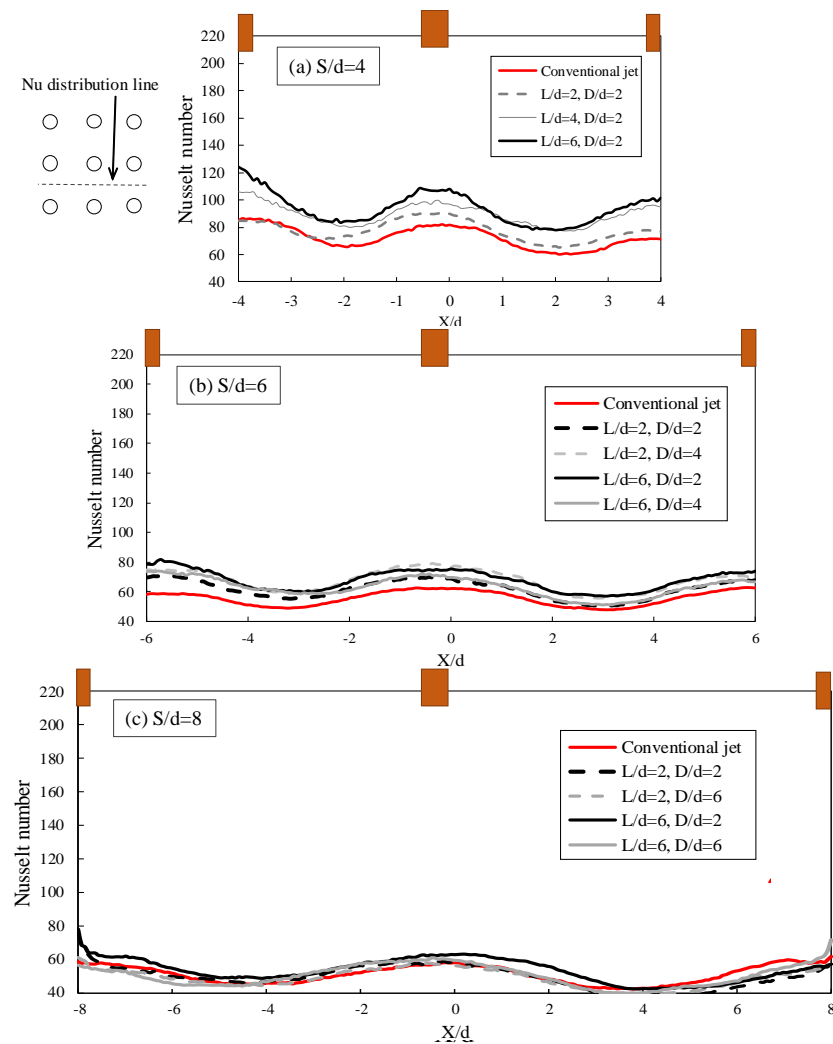 220
(a) S/d=4
200
Nu distribution line
180
160
140
120
100
80
60
40
Nusselt number
Conventional jet
L/d=2, D/d=2
L/d=4, D/d=2
L/d=6, D/d=2
-4 -3 -2 -1 0 1 2 3 4
X/d
220
(b) S/d=6
200
180
160
140
120
100
80
60
40
Nusselt number
Conventional jet
L/d=2, D/d=2
L/d=2, D/d=4
L/d=6, D/d=2
L/d=6, D/d=4
-6 -4 -2 0 2 4 6
X/d
220
(c) S/d=8
200
180
160
140
120
100
80
60
40
Nusselt number
Conventional jet
L/d=2, D/d=2
L/d=2, D/d=6
L/d=6, D/d=2
L/d=6, D/d=6
-8 -6 -4 -2 0 2 4 6 8
X/d